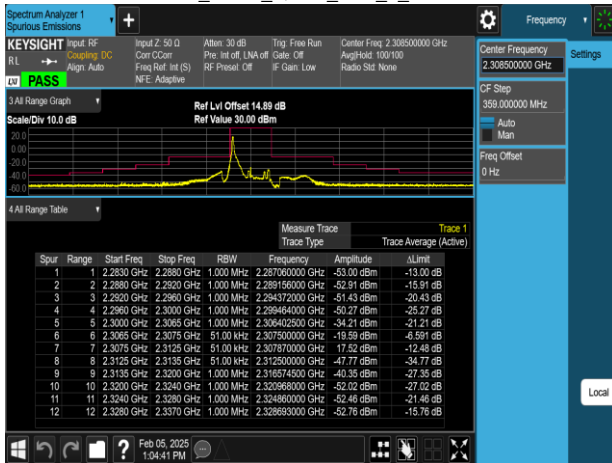 Spectrum Analyzer 1
Spurious Emissions
Frequency
KEYSIGHT
RL
LXI
PASS
Input: RF
Coupling: DC
Align: Auto
Input Z: 50 Ω
Corr CCorr
Freq Ref: Int (S)
NFE: Adaptive
Atten: 30 dB
Pre: Int off, LNA off
RF Preset: Off
Trig: Free Run
Gate: Off
IF Gain: Low
Center Freq: 2.308500000 GHz
Avg|Hold: 100/100
Radio Std: None
Center Frequency
2.308500000 GHz
Settings
CF Step
359.000000 MHz
Auto
Man
Freq Offset
0 Hz
Local
3 All Range Graph
Scale/Div 10.0 dB
Ref Lvl Offset 14.89 dB
Ref Value 30.00 dBm
20.0
0.00
-20.0
-40.0
-60.0
4 All Range Table
Measure Trace Trace 1
Trace Type Trace Average (Active)
Spur Range Start Freq Stop Freq RBW Frequency Amplitude ΔLimit
1 1 2.2830 GHz 2.2880 GHz 1.000 MHz 2.287060000 GHz -53.00 dBm -13.00 dB
2 2 2.2880 GHz 2.2920 GHz 1.000 MHz 2.289156000 GHz -52.91 dBm -15.91 dB
3 3 2.2920 GHz 2.2960 GHz 1.000 MHz 2.294372000 GHz -51.43 dBm -20.43 dB
4 4 2.2960 GHz 2.3000 GHz 1.000 MHz 2.299464000 GHz -50.27 dBm -25.27 dB
5 5 2.3000 GHz 2.3065 GHz 1.000 MHz 2.306402500 GHz -34.21 dBm -21.21 dB
6 6 2.3065 GHz 2.3075 GHz 51.00 kHz 2.307500000 GHz -19.59 dBm -6.591 dB
7 7 2.3075 GHz 2.3125 GHz 51.00 kHz 2.307870000 GHz 17.52 dBm -12.48 dB
8 8 2.3125 GHz 2.3135 GHz 51.00 kHz 2.312500000 GHz -47.77 dBm -34.77 dB
9 9 2.3135 GHz 2.3200 GHz 1.000 MHz 2.316574500 GHz -40.35 dBm -27.35 dB
10 10 2.3200 GHz 2.3240 GHz 1.000 MHz 2.320968000 GHz -52.02 dBm -27.02 dB
11 11 2.3240 GHz 2.3280 GHz 1.000 MHz 2.324860000 GHz -52.46 dBm -21.46 dB
12 12 2.3280 GHz 2.3370 GHz 1.000 MHz 2.328693000 GHz -52.76 dBm -15.76 dB
Feb 05, 2025
1:04:41 PM